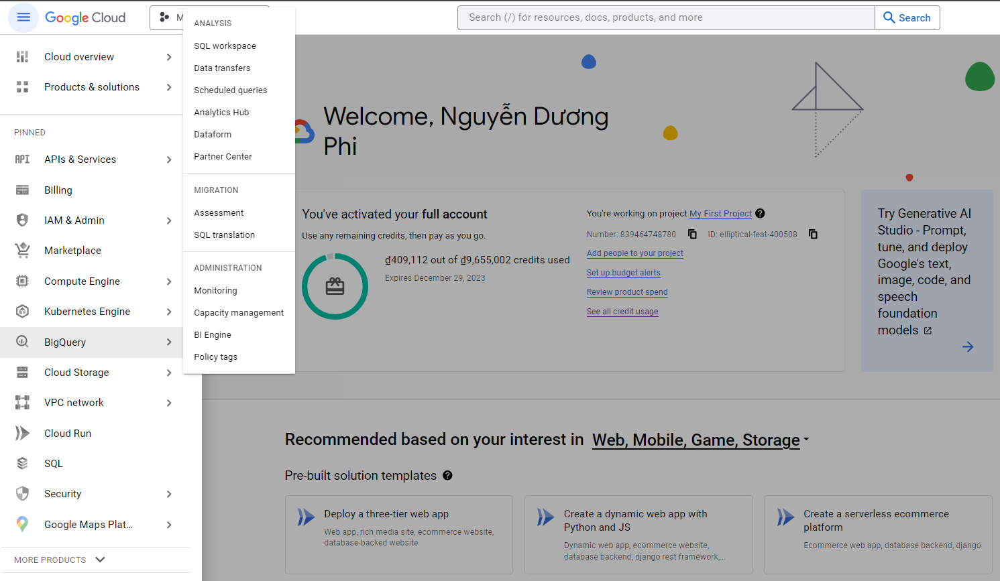 Google Cloud
M
Search (/) for resources, docs, products, and more
Search
Cloud overview
Products & solutions
PINNED
APIs & Services
Billing
IAM & Admin
Marketplace
Compute Engine
Kubernetes Engine
BigQuery
Cloud Storage
VPC network
Cloud Run
SQL
Security
Google Maps Plat...
MORE PRODUCTS
ANALYSIS
SQL workspace
Data transfers
Scheduled queries
Analytics Hub
Dataform
Partner Center
MIGRATION
Assessment
SQL translation
ADMINISTRATION
Monitoring
Capacity management
BI Engine
Policy tags
Welcome, Nguyễn Dương
Phi
You've activated your full account
Use any remaining credits, then pay as you go.
₫409,112 out of ₫9,655,002 credits used
Expires December 29, 2023
You're working on project My First Project
Number: 839464748780 ID: elliptical-feat-400508
Add people to your project
Set up budget alerts
Review product spend
See all credit usage
Try Generative AI
Studio - Prompt,
tune, and deploy
Google's text,
image, code, and
speech
foundation
models
Recommended based on your interest in Web, Mobile, Game, Storage
Pre-built solution templates
Deploy a three-tier web app
Web app, rich media site, ecommerce website,
database-backed website
Create a dynamic web app with
Python and JS
Dynamic web app, ecommerce website,
database backend, django rest framework,...
Create a serverless ecommerce
platform
Ecommerce web app, database backend, django